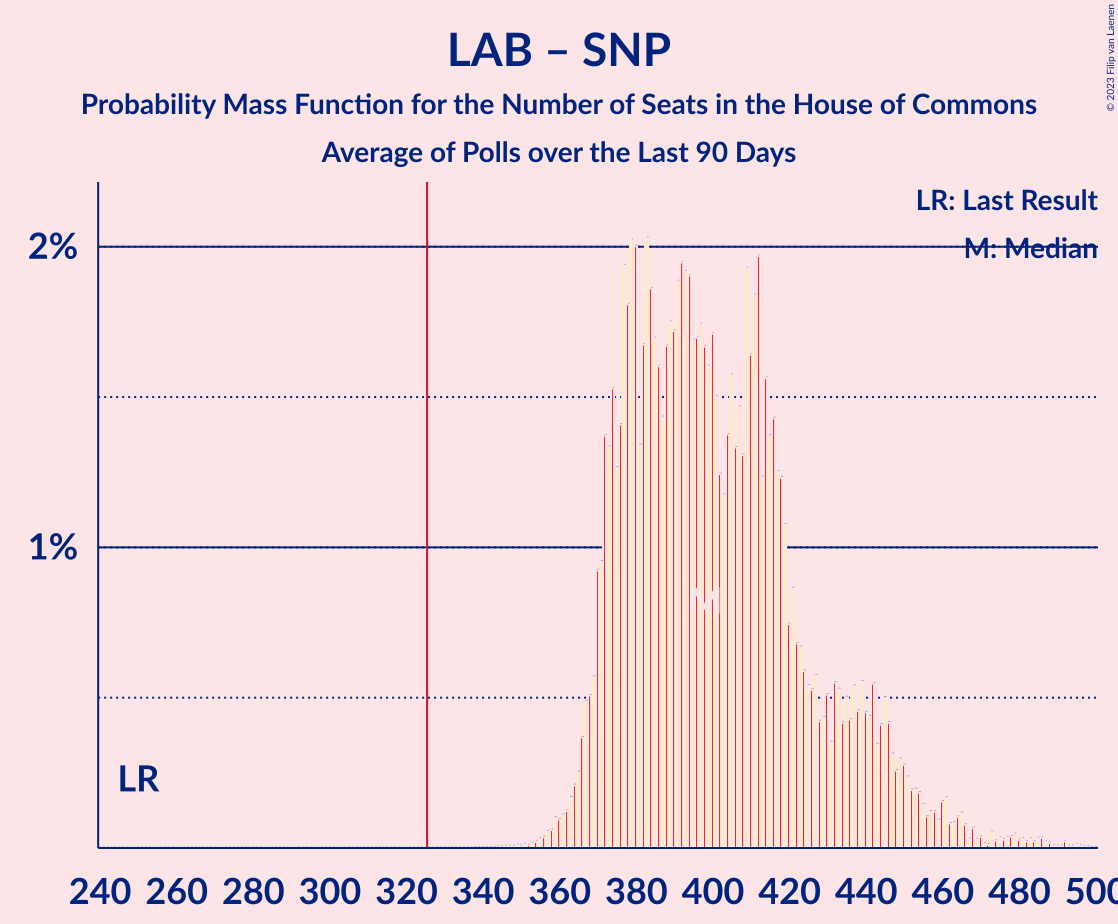 LAB – SNP
Probability Mass Function for the Number of Seats in the House of Commons
Average of Polls over the Last 90 Days
© 2023 Filip van Laenen
LR: Last Result
M: Median
2%
1%
LR
240 260 280 300 320 340 360 380 400 420 440 460 480 500